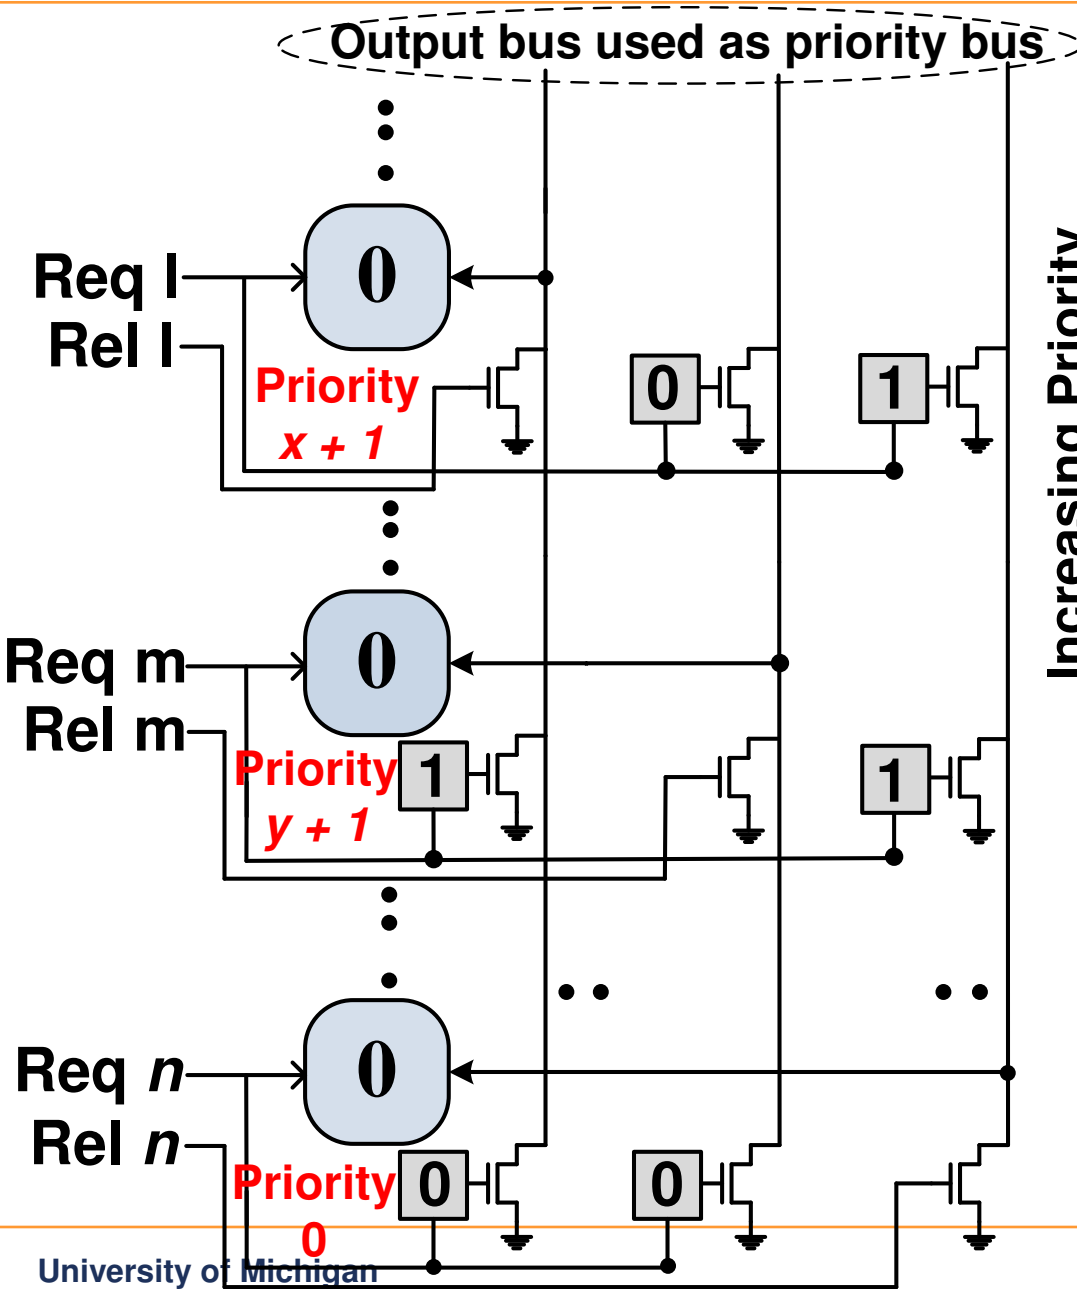 Output bus used as priority bus
Req l
0
Rel l
Priority
x + 1
0
1
Increasing Priority
Req m
0
Rel m
Priority
y + 1
1
1
Req n
0
Rel n
Priority
0
0
0
University of Michigan